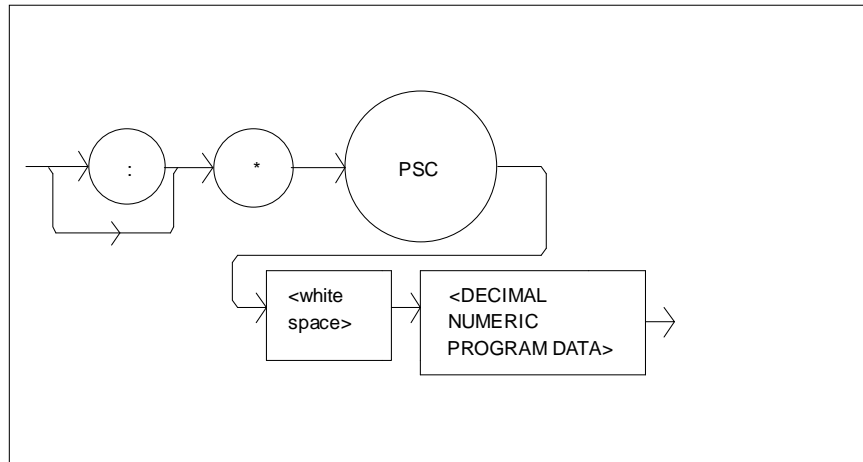 :
*
PSC
<white
space>
<DECIMAL
NUMERIC
PROGRAM DATA>